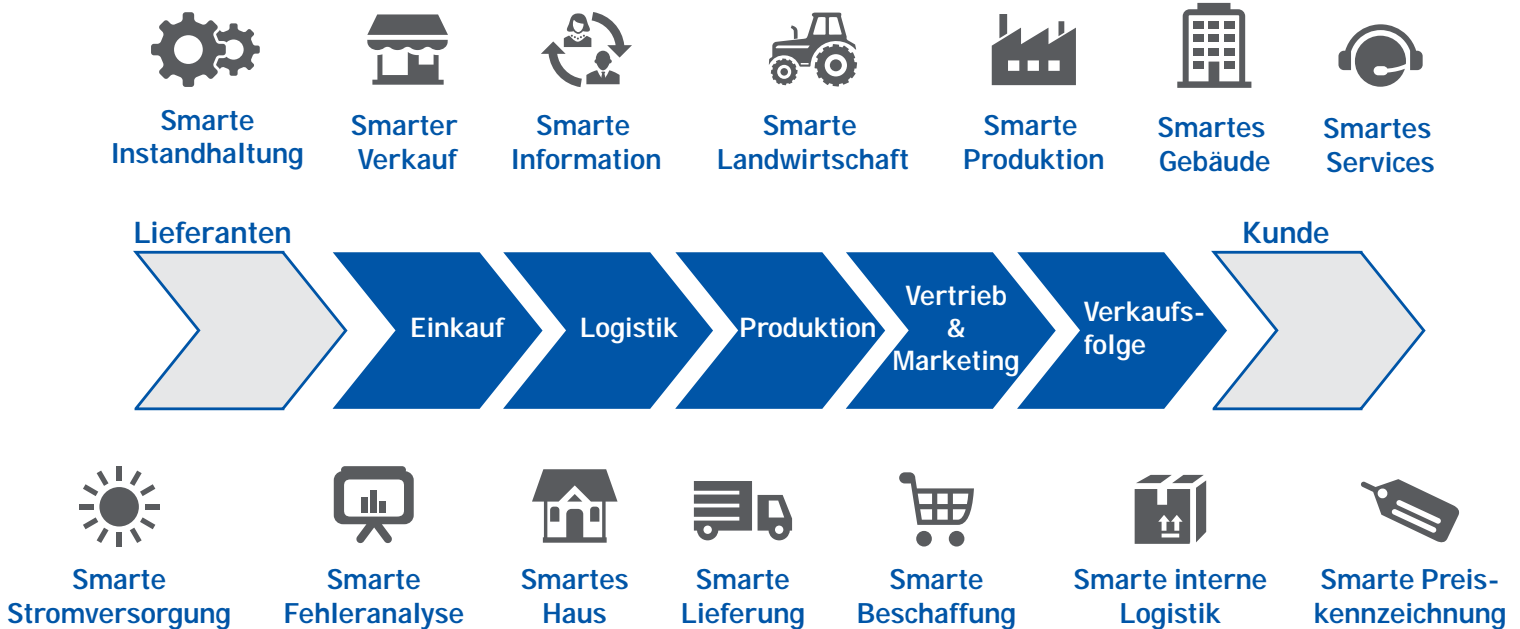 Smarte
Instandhaltung
Smarter
Verkauf
Smarte
Information
Smarte
Landwirtschaft
Smarte
Produktion
Smartes
Gebäude
Smartes
Services
Lieferanten
Kunde
Einkauf
Logistik
Produktion
Vertrieb
&
Marketing
Verkaufs-
folge
Smarte
Stromversorgung
Smarte
Fehleranalyse
Smartes
Haus
Smarte
Lieferung
Smarte
Beschaffung
Smarte interne
Logistik
Smarte Preis-
kennzeichnung